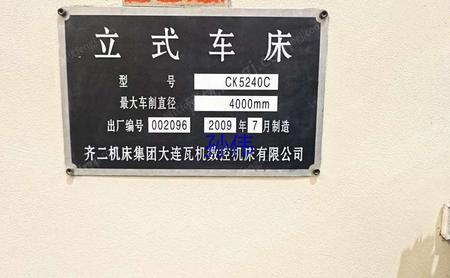 立式车床
型 号 CK5240C
最大车削直径 4000mm
出厂编号 002096 2009 年 7 月制造
孙伟
齐二机床集团大连瓦机数控机床有限公司